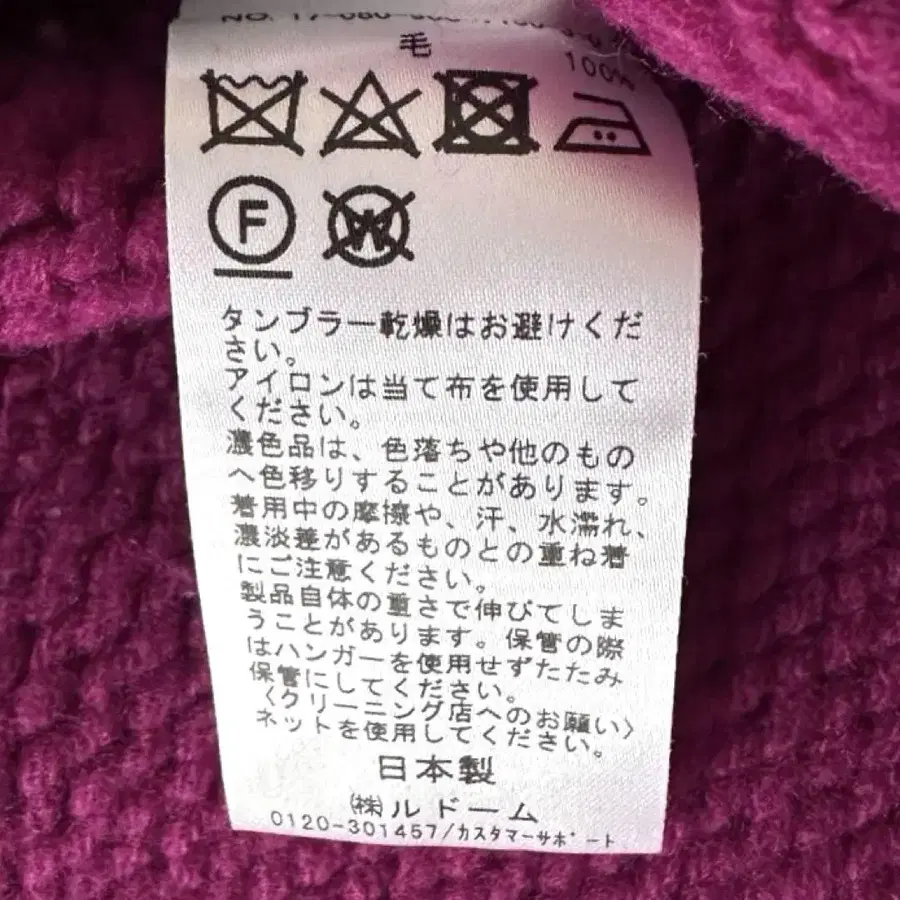 毛
100%
F W
タンブラー乾燥はお避けくだ
さい。
アイロンは当て布を使用して
ください。
濃色品は、色落ちや他のもの
へ色移りすることがあります。
着用中の摩擦や、汗、水濡れ、
濃淡差があるものとの重ね着
にご注意ください。
製品自体の重さで伸びてしま
うことがあります。保管の際
はハンガーを使用せずたたみ
保管にしてください。
〈クリーニング店へのお願い〉
ネットを使用してください。
日本製
㈱ルドーム
0120-301457/カスタマーサポート